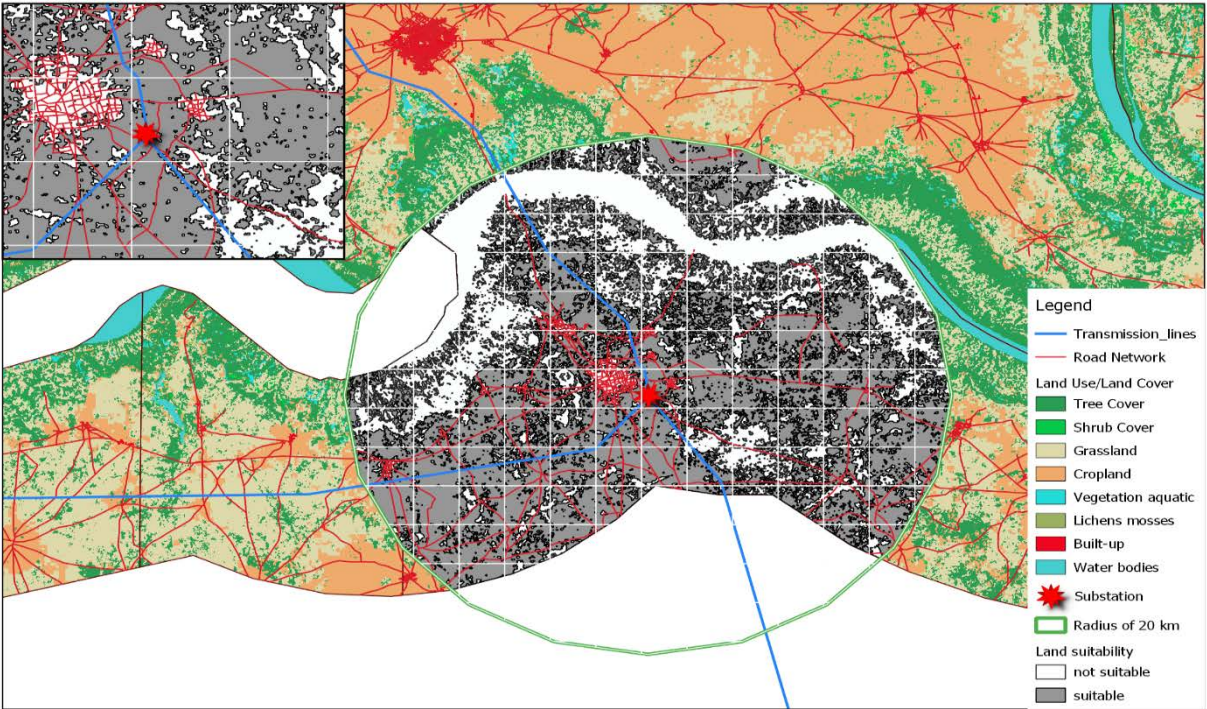 Legend
Transmission_lines
Road Network
Land Use/Land Cover
Tree Cover
Shrub Cover
Grassland
Cropland
Vegetation aquatic
Lichens mosses
Built-up
Water bodies
Substation
Radius of 20 km
Land suitability
not suitable
suitable